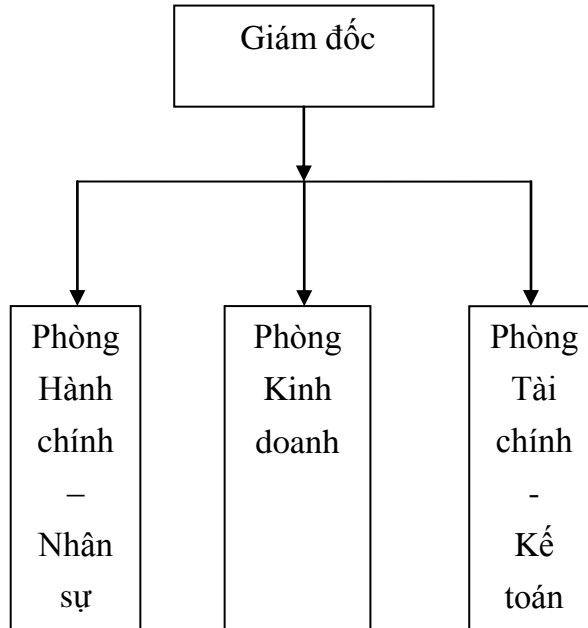 Giám đốc
Phòng
Hành
chính
–
Nhân
sự
Phòng
Kinh
doanh
Phòng
Tài
chính
-
Kế
toán